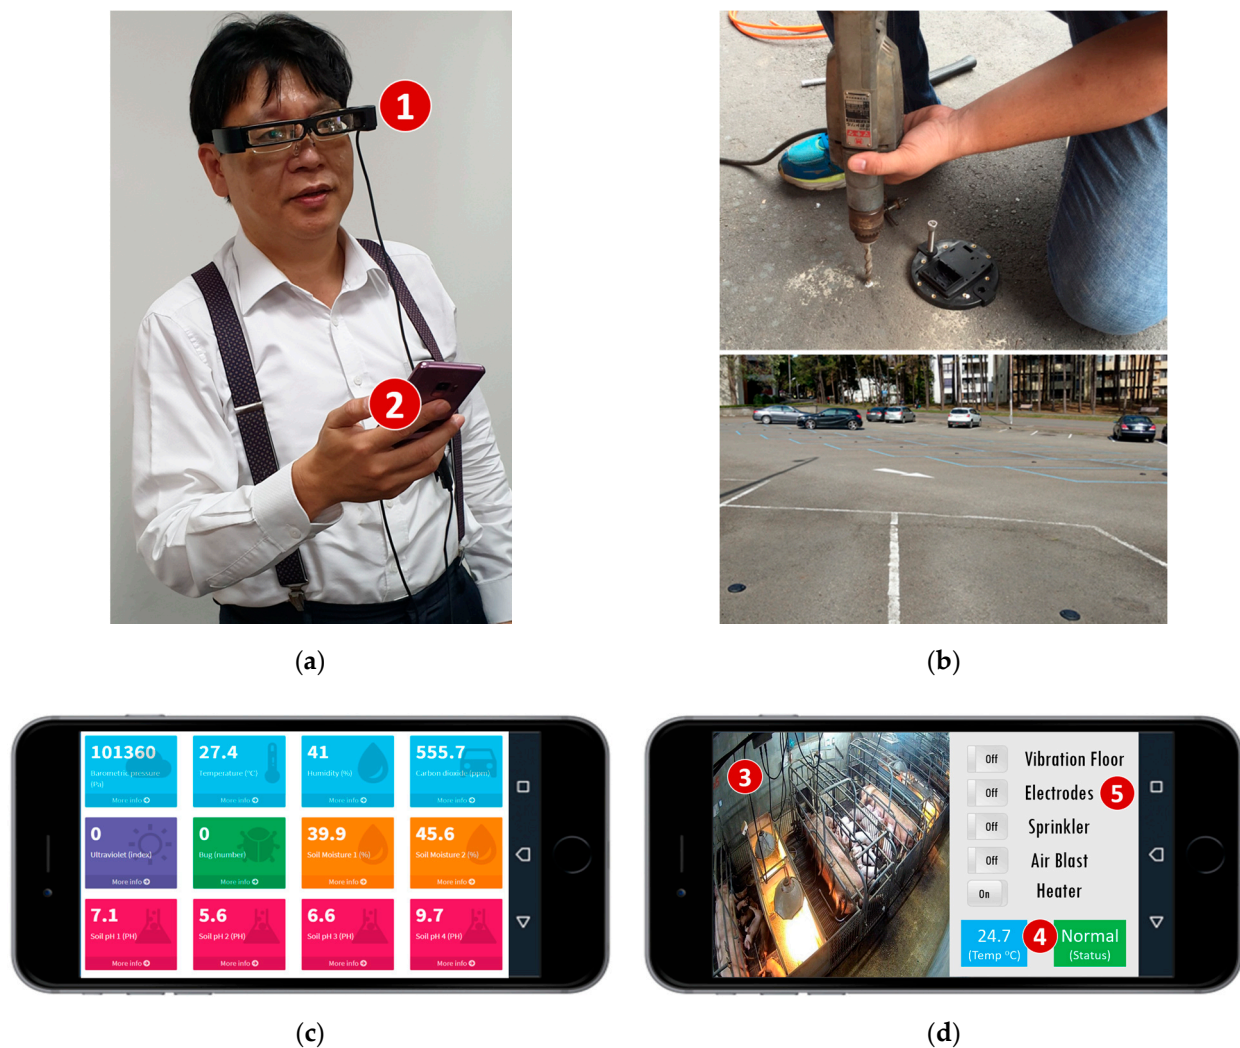 1
2
(a)
(b)
101360
Barometric pressure
(Pa)
More info
27.4
Temperature (°C)
More info
41
Humidity (%)
More info
555.7
Carbon dioxide (ppm)
More info
0
Ultraviolet (index)
More info
0
Bug (number)
More info
39.9
Soil Moisture 1 (%)
More info
45.6
Soil Moisture 2 (%)
More info
7.1
Soil pH 1 (PH)
More info
5.6
Soil pH 2 (PH)
More info
6.6
Soil pH 3 (PH)
More info
9.7
Soil pH 4 (PH)
More info
(c)
3
Off Vibration Floor
Off Electrodes 5
Off Sprinkler
Off Air Blast
On Heater
24.7
(Temp °C)
4
Normal
(Status)
(d)